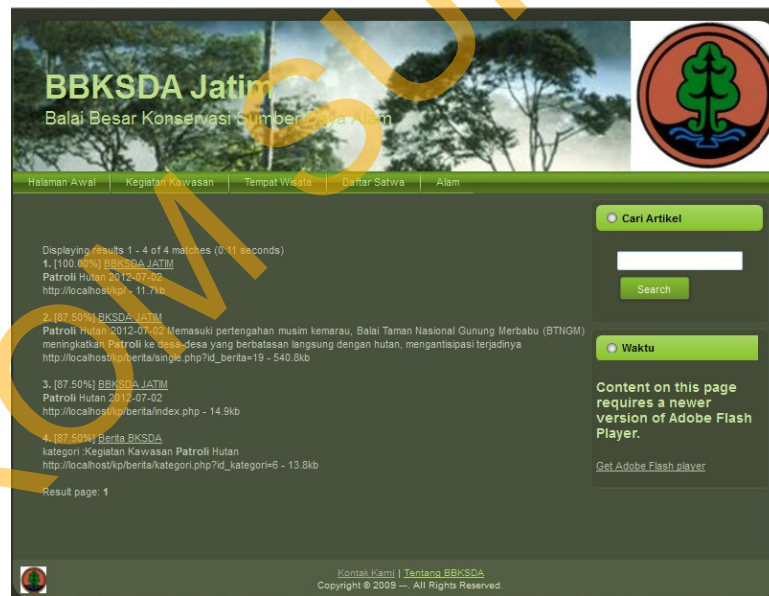 BBKSDA Jatim
Balai Besar Konservasi Sumber Daya Alam
Halaman Awal | Kegiatan Kawasan | Tempat Wisata | Daftar Satwa | Alam
Displaying results 1 - 4 of 4 matches (0.11 seconds)
1. [100.00%] BBKSDA JATIM
Patroli Hutan 2012-07-02
http://localhost/kp/ - 11.7kb
2. [87.50%] BKSDA JATIM
Patroli Hutan 2012-07-02 Memasuki pertengahan musim kemarau, Balai Taman Nasional Gunung Merbabu (BTNGM)
meningkatkan Patroli ke desa-desa yang berbatasan langsung dengan hutan, mengantisipasi terjadinya
http://localhost/kp/berita/single.php?id_berita=19 - 540.8kb
3. [87.50%] BBKSDA JATIM
Patroli Hutan 2012-07-02
http://localhost/kp/berita/index.php - 14.9kb
4. [87.50%] Berita BKSDA
kategori :Kegiatan Kawasan Patroli Hutan
http://localhost/kp/berita/kategori.php?id_kategori=6 - 13.8kb
Result page: 1
Cari Artikel
Search
Waktu
Content on this page
requires a newer
version of Adobe Flash
Player.
Get Adobe Flash player
Kontak Kami | Tentang BBKSDA
Copyright © 2009 ---. All Rights Reserved.